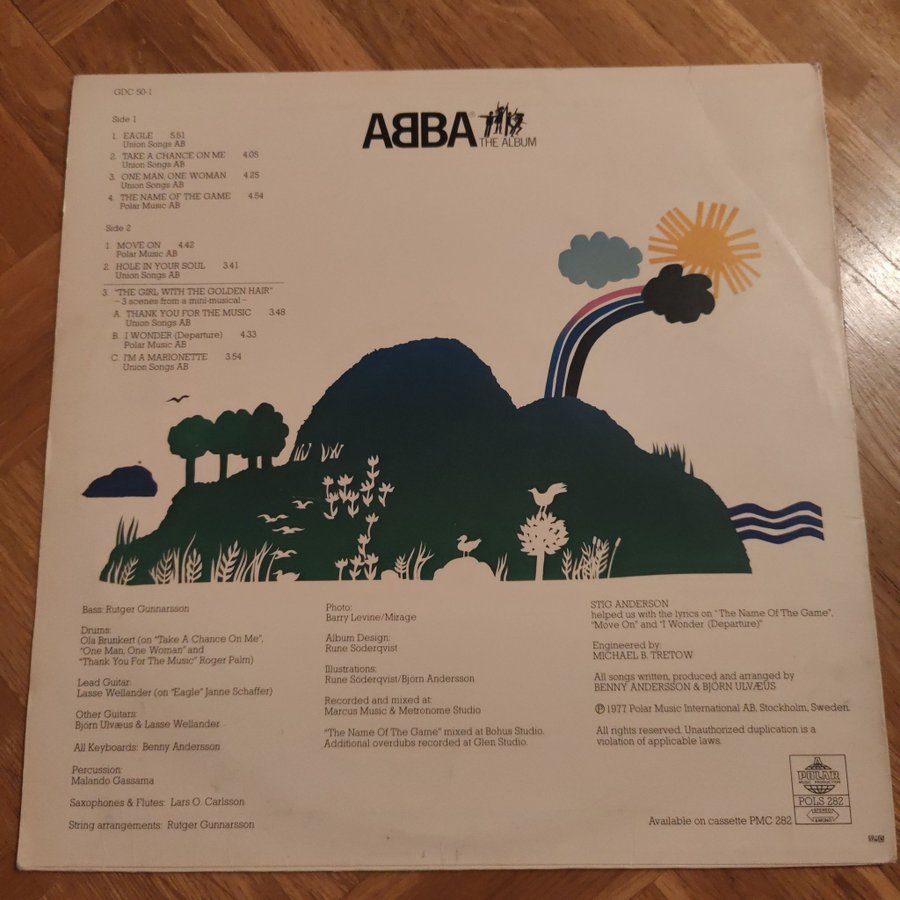 GDC 50-1
ABBA
THE ALBUM
Side 1
1. EAGLE 5.51
Union Songs AB
2. TAKE A CHANCE ON ME 4.05
Union Songs AB
3. ONE MAN, ONE WOMAN 4.25
Union Songs AB
4. THE NAME OF THE GAME 4.54
Polar Music AB
Side 2
1. MOVE ON 4.42
Polar Music AB
2. HOLE IN YOUR SOUL 3.41
Union Songs AB
3. "THE GIRL WITH THE GOLDEN HAIR"
– 3 scenes from a mini-musical –
A. THANK YOU FOR THE MUSIC 3.48
Union Songs AB
B. I WONDER (Departure) 4.33
Polar Music AB
C. I'M A MARIONETTE 3.54
Union Songs AB
Bass: Rutger Gunnarsson
Drums:
Ola Brunkert (on "Take A Chance On Me",
"One Man, One Woman" and
"Thank You For The Music" Roger Palm)
Lead Guitar:
Lasse Wellander (on "Eagle" Janne Schaffer)
Other Guitars:
Björn Ulvæus & Lasse Wellander
All Keyboards: Benny Andersson
Percussion:
Malando Gassama
Saxophones & Flutes: Lars O. Carlsson
String arrangements: Rutger Gunnarsson
Photo:
Barry Levine/Mirage
Album Design:
Rune Söderqvist
Illustrations:
Rune Söderqvist/Björn Andersson
Recorded and mixed at:
Marcus Music & Metronome Studio
"The Name Of The Game" mixed at Bohus Studio.
Additional overdubs recorded at Glen Studio.
STIG ANDERSON
helped us with the lyrics on "The Name Of The Game",
"Move On" and "I Wonder (Departure)"
Engineered by:
MICHAEL B. TRETOW
All songs written, produced and arranged by
BENNY ANDERSSON & BJÖRN ULVÆUS
℗ 1977 Polar Music International AB, Stockholm, Sweden.
All rights reserved. Unauthorized duplication is a
violation of applicable laws.
Available on cassette PMC 282
A
POLAR
MUSIC PRODUCTION
POLS 282
STEREO